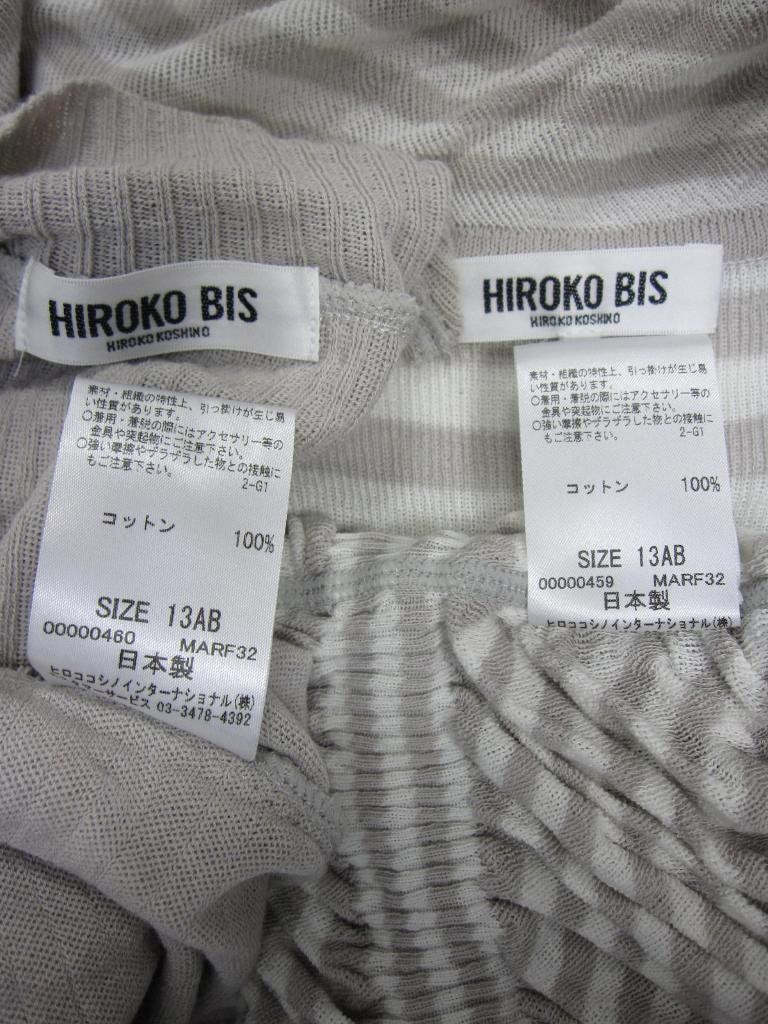 HIROKO BIS
HIROKO KOSHINO
素材・組織の特性上、引っ掛けが生じ易
い性質があります。
○着用・着脱の際にはアクセサリー等の
金具や突起物にご注意下さい。
○強い摩擦やザラザラした物との接触に
もご注意下さい。
2-G1
コットン 100%
SIZE 13AB
00000460 MARF32
日本製
ヒロココシノインターナショナル(株)
マーサービス 03-3478-4392
HIROKO BIS
HIROKO KOSHINO
素材・組織の特性上、引っ掛けが生じ易
い性質があります。
○着用・着脱の際にはアクセサリー等の
金具や突起物にご注意下さい。
○強い摩擦やザラザラした物との接触に
もご注意下さい。
2-G1
コットン 100%
SIZE 13AB
00000459 MARF32
日本製
ヒロココシノインターナショナル(株)